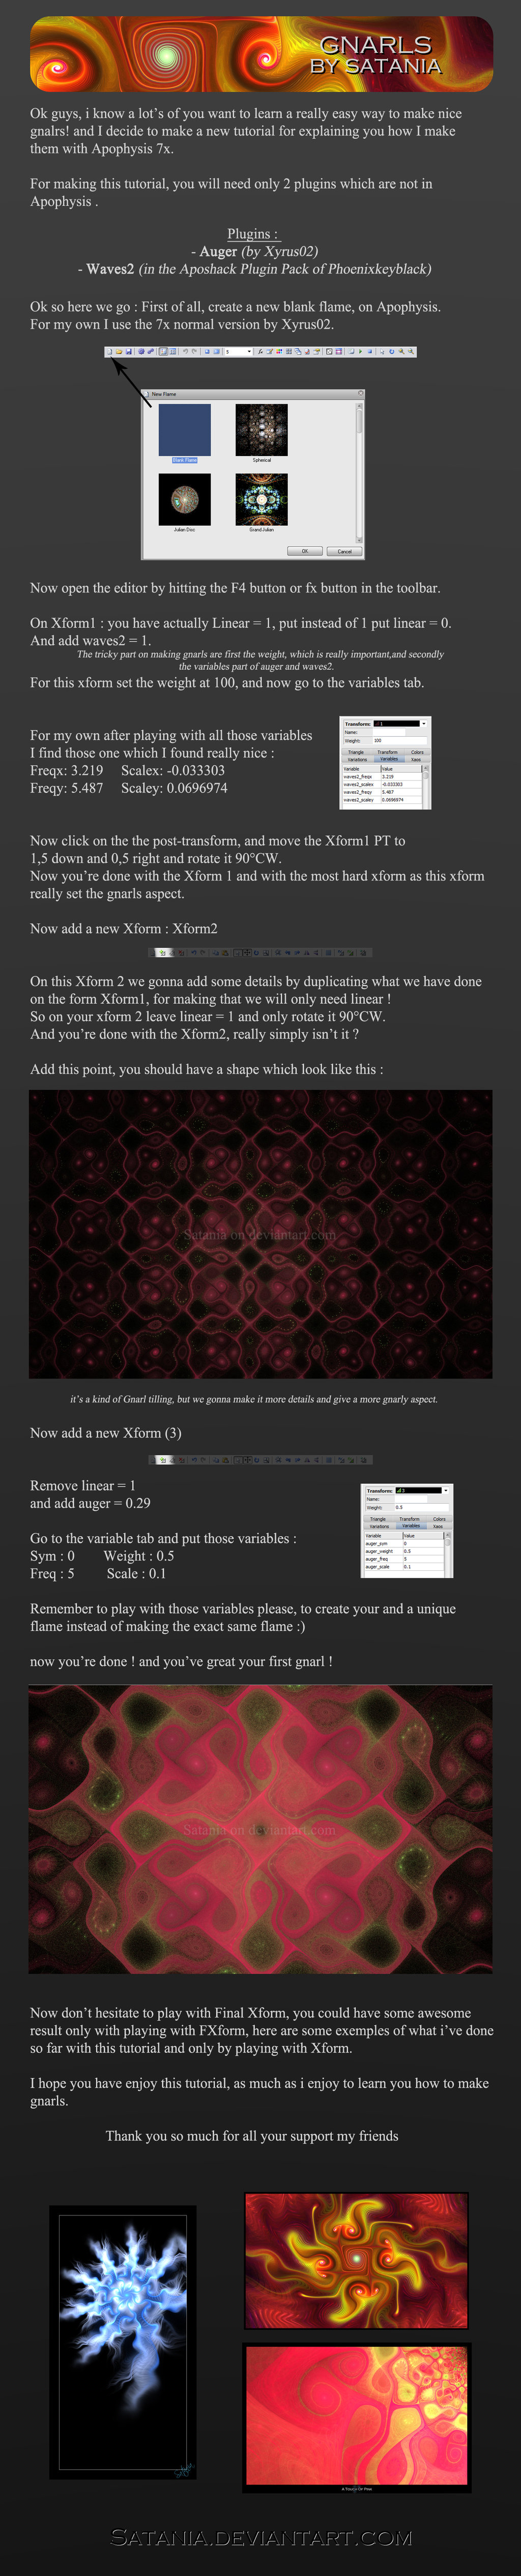 GNARLS
BY SATANIA
Ok guys, i know a lot's of you want to learn a really easy way to make nice
gnalrs! and I decide to make a new tutorial for explaining you how I make
them with Apophysis 7x.
For making this tutorial, you will need only 2 plugins which are not in
Apophysis .
Plugins :
- Auger (by Xyrus02)
- Waves2 (in the Aposhack Plugin Pack of Phoenixkeyblack)
Ok so here we go : First of all, create a new blank flame, on Apophysis.
For my own I use the 7x normal version by Xyrus02.
5
New Flame
Blank Flame
Spherical
Julian Disc
Grand Julian
OK
Cancel
Now open the editor by hitting the F4 button or fx button in the toolbar.
On Xform1 : you have actually Linear = 1, put instead of 1 put linear = 0.
And add waves2 = 1.
The tricky part on making gnarls are first the weight, which is really important,and secondly
the variables part of auger and waves2.
For this xform set the weight at 100, and now go to the variables tab.
For my own after playing with all those variables
I find those one which I found really nice :
Freqx: 3.219 Scalex: -0.033303
Freqy: 5.487 Scaley: 0.0696974
Transform: 1
Name:
Weight: 100
Triangle Transform Colors
Variations Variables Xaos
Variable Value
waves2_freqx 3.219
waves2_scalex -0.033303
waves2_freqy 5.487
waves2_scaley 0.0696974
Now click on the the post-transform, and move the Xform1 PT to
1,5 down and 0,5 right and rotate it 90°CW.
Now you're done with the Xform 1 and with the most hard xform as this xform
really set the gnarls aspect.
Now add a new Xform : Xform2
On this Xform 2 we gonna add some details by duplicating what we have done
on the form Xform1, for making that we will only need linear !
So on your xform 2 leave linear = 1 and only rotate it 90°CW.
And you're done with the Xform2, really simply isn't it ?
Add this point, you should have a shape which look like this :
Satania on deviantart.com
it's a kind of Gnarl tilling, but we gonna make it more details and give a more gnarly aspect.
Now add a new Xform (3)
Remove linear = 1
and add auger = 0.29
Go to the variable tab and put those variables :
Sym : 0 Weight : 0.5
Freq : 5 Scale : 0.1
Transform: 3
Name:
Weight: 0.5
Triangle Transform Colors
Variations Variables Xaos
Variable Value
auger_sym 0
auger_weight 0.5
auger_freq 5
auger_scale 0.1
Remember to play with those variables please, to create your and a unique
flame instead of making the exact same flame :)
now you're done ! and you've great your first gnarl !
Satania on deviantart.com
Now don't hesitate to play with Final Xform, you could have some awesome
result only with playing with FXform, here are some exemples of what i've done
so far with this tutorial and only by playing with Xform.
I hope you have enjoy this tutorial, as much as i enjoy to learn you how to make
gnarls.
Thank you so much for all your support my friends
SATANIA.DEVIANTART.COM